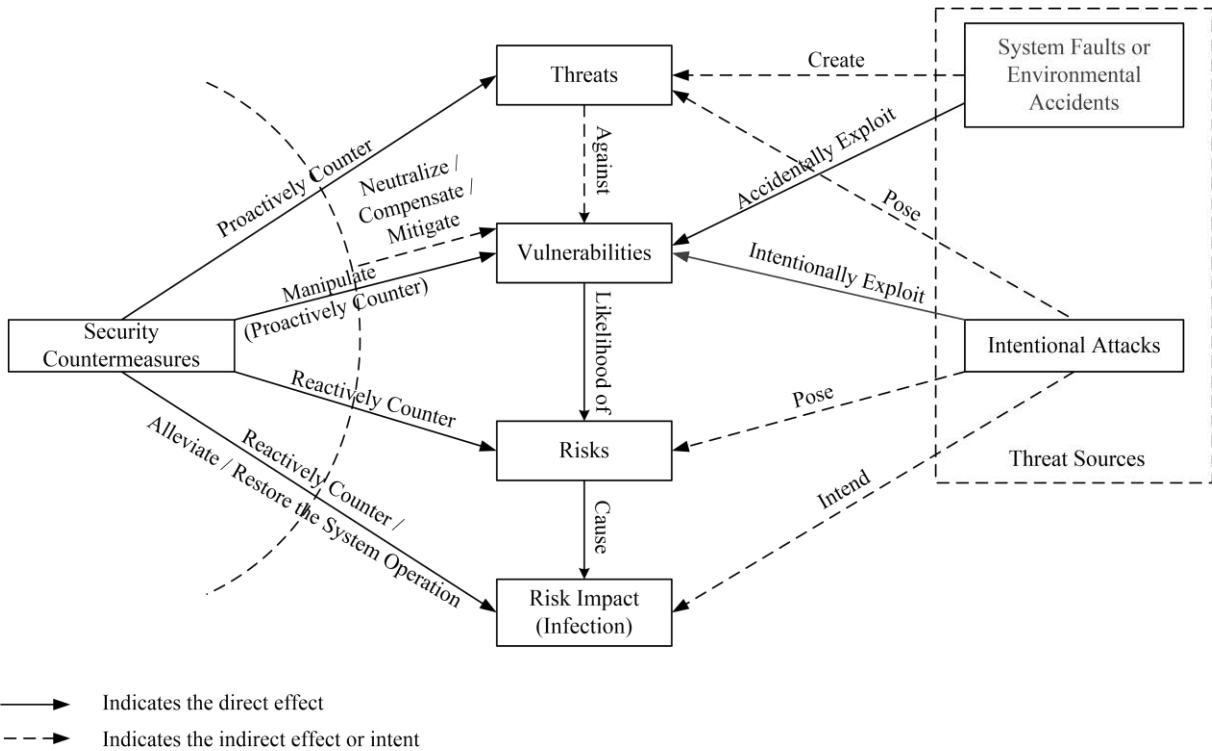 System Faults or
Environmental
Accidents
Threats
Create
Against
Accidentally Exploit
Proactively Counter
Neutralize /
Compensate /
Mitigate
Pose
Vulnerabilities
Intentionally Exploit
Manipulate
(Proactively Counter)
Security
Countermeasures
Likelihood of
Intentional Attacks
Reactively Counter
Pose
Risks
Threat Sources
Reactively Counter /
Alleviate / Restore the System Operation
Intend
Cause
Risk Impact
(Infection)
Indicates the direct effect
Indicates the indirect effect or intent